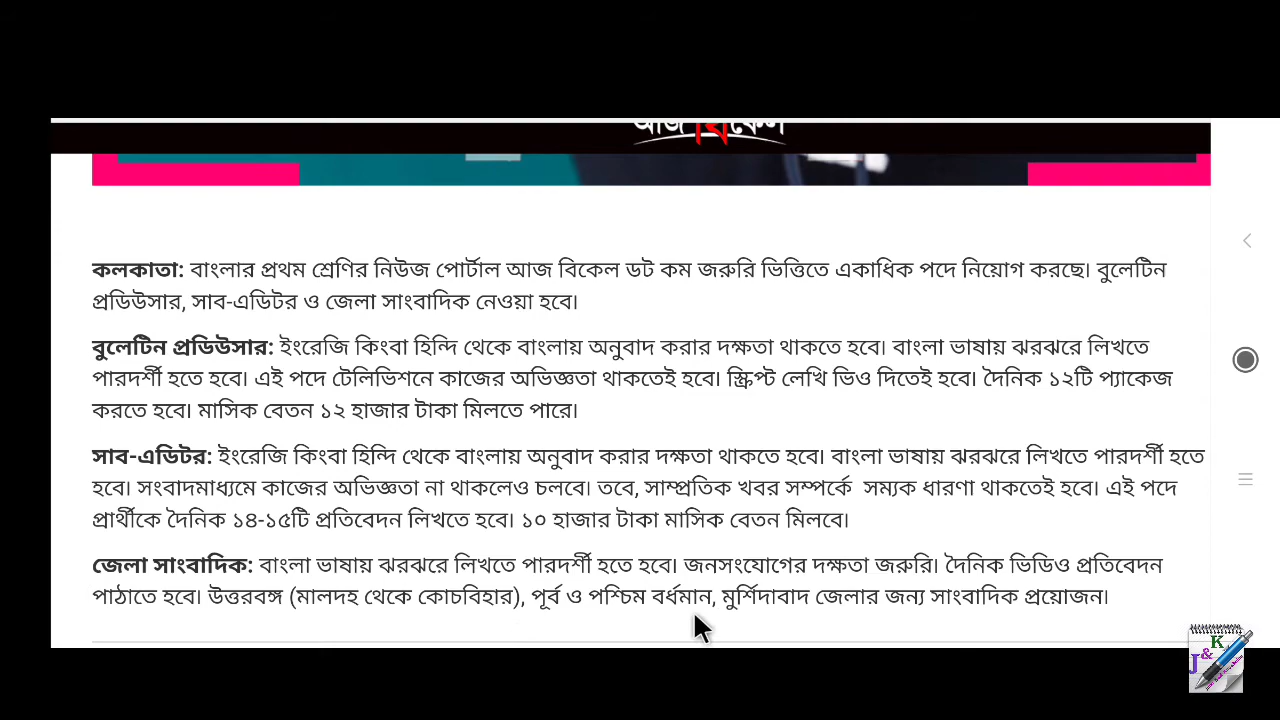 আজ বিকেল
কলকাতা: বাংলার প্রথম শ্রেণির নিউজ পোর্টাল আজ বিকেল ডট কম জরুরি ভিত্তিতে একাধিক পদে নিয়োগ করছে। বুলেটিন
প্রডিউসার, সাব-এডিটর ও জেলা সাংবাদিক নেওয়া হবে।
বুলেটিন প্রডিউসার: ইংরেজি কিংবা হিন্দি থেকে বাংলায় অনুবাদ করার দক্ষতা থাকতে হবে। বাংলা ভাষায় ঝরঝরে লিখতে
পারদর্শী হতে হবে। এই পদে টেলিভিশনে কাজের অভিজ্ঞতা থাকতেই হবে। স্ক্রিপ্ট লেখি ভিও দিতেই হবে। দৈনিক ১২টি প্যাকেজ
করতে হবে। মাসিক বেতন ১২ হাজার টাকা মিলতে পারে।
সাব-এডিটর: ইংরেজি কিংবা হিন্দি থেকে বাংলায় অনুবাদ করার দক্ষতা থাকতে হবে। বাংলা ভাষায় ঝরঝরে লিখতে পারদর্শী হতে
হবে। সংবাদমাধ্যমে কাজের অভিজ্ঞতা না থাকলেও চলবে। তবে, সাম্প্রতিক খবর সম্পর্কে সম্যক ধারণা থাকতেই হবে। এই পদে
প্রার্থীকে দৈনিক ১৪-১৫টি প্রতিবেদন লিখতে হবে। ১০ হাজার টাকা মাসিক বেতন মিলবে।
জেলা সাংবাদিক: বাংলা ভাষায় ঝরঝরে লিখতে পারদর্শী হতে হবে। জনসংযোগের দক্ষতা জরুরি। দৈনিক ভিডিও প্রতিবেদন
পাঠাতে হবে। উত্তরবঙ্গ (মালদহ থেকে কোচবিহার), পূর্ব ও পশ্চিম বর্ধমান, মুর্শিদাবাদ জেলার জন্য সাংবাদিক প্রয়োজন।
J & K